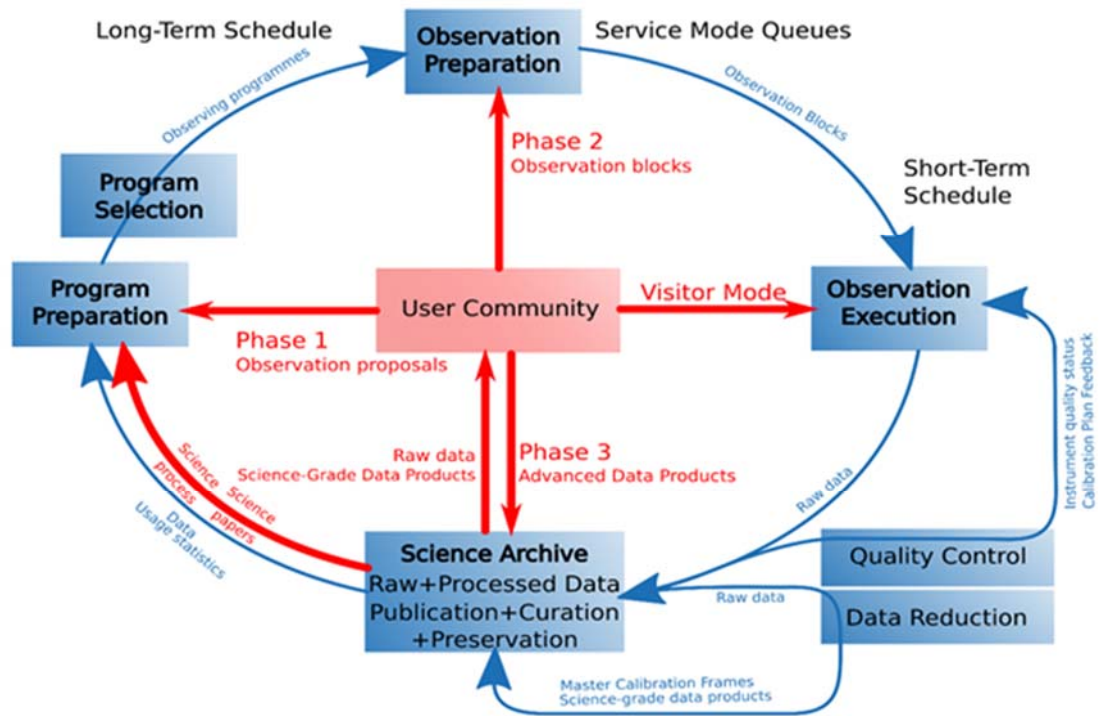 Long-Term Schedule
Observation
Preparation
Service Mode Queues
Observing programmes
Observation Blocks
Phase 2
Observation blocks
Short-Term
Schedule
Program
Selection
Program
Preparation
User Community
Visitor Mode
Observation
Execution
Phase 1
Observation proposals
Raw data
Science-Grade Data Products
Phase 3
Advanced Data Products
Science Science
process papers
Data
Usage statistics
Raw data
Instrument quality status
Calibration Plan Feedback
Science Archive
Raw+Processed Data
Publication+Curation
+Preservation
Raw data
Quality Control
Data Reduction
Master Calibration Frames
Science-grade data products